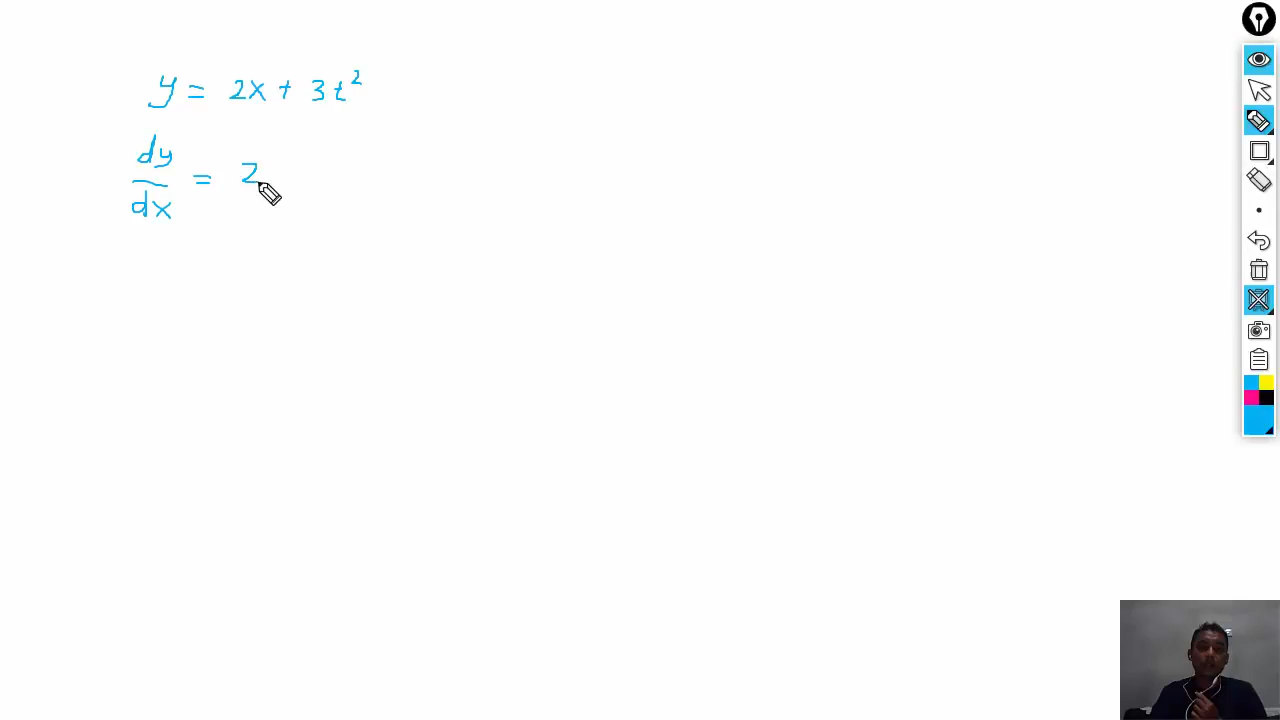 y = 2x + 3t²
dy/dx = 2